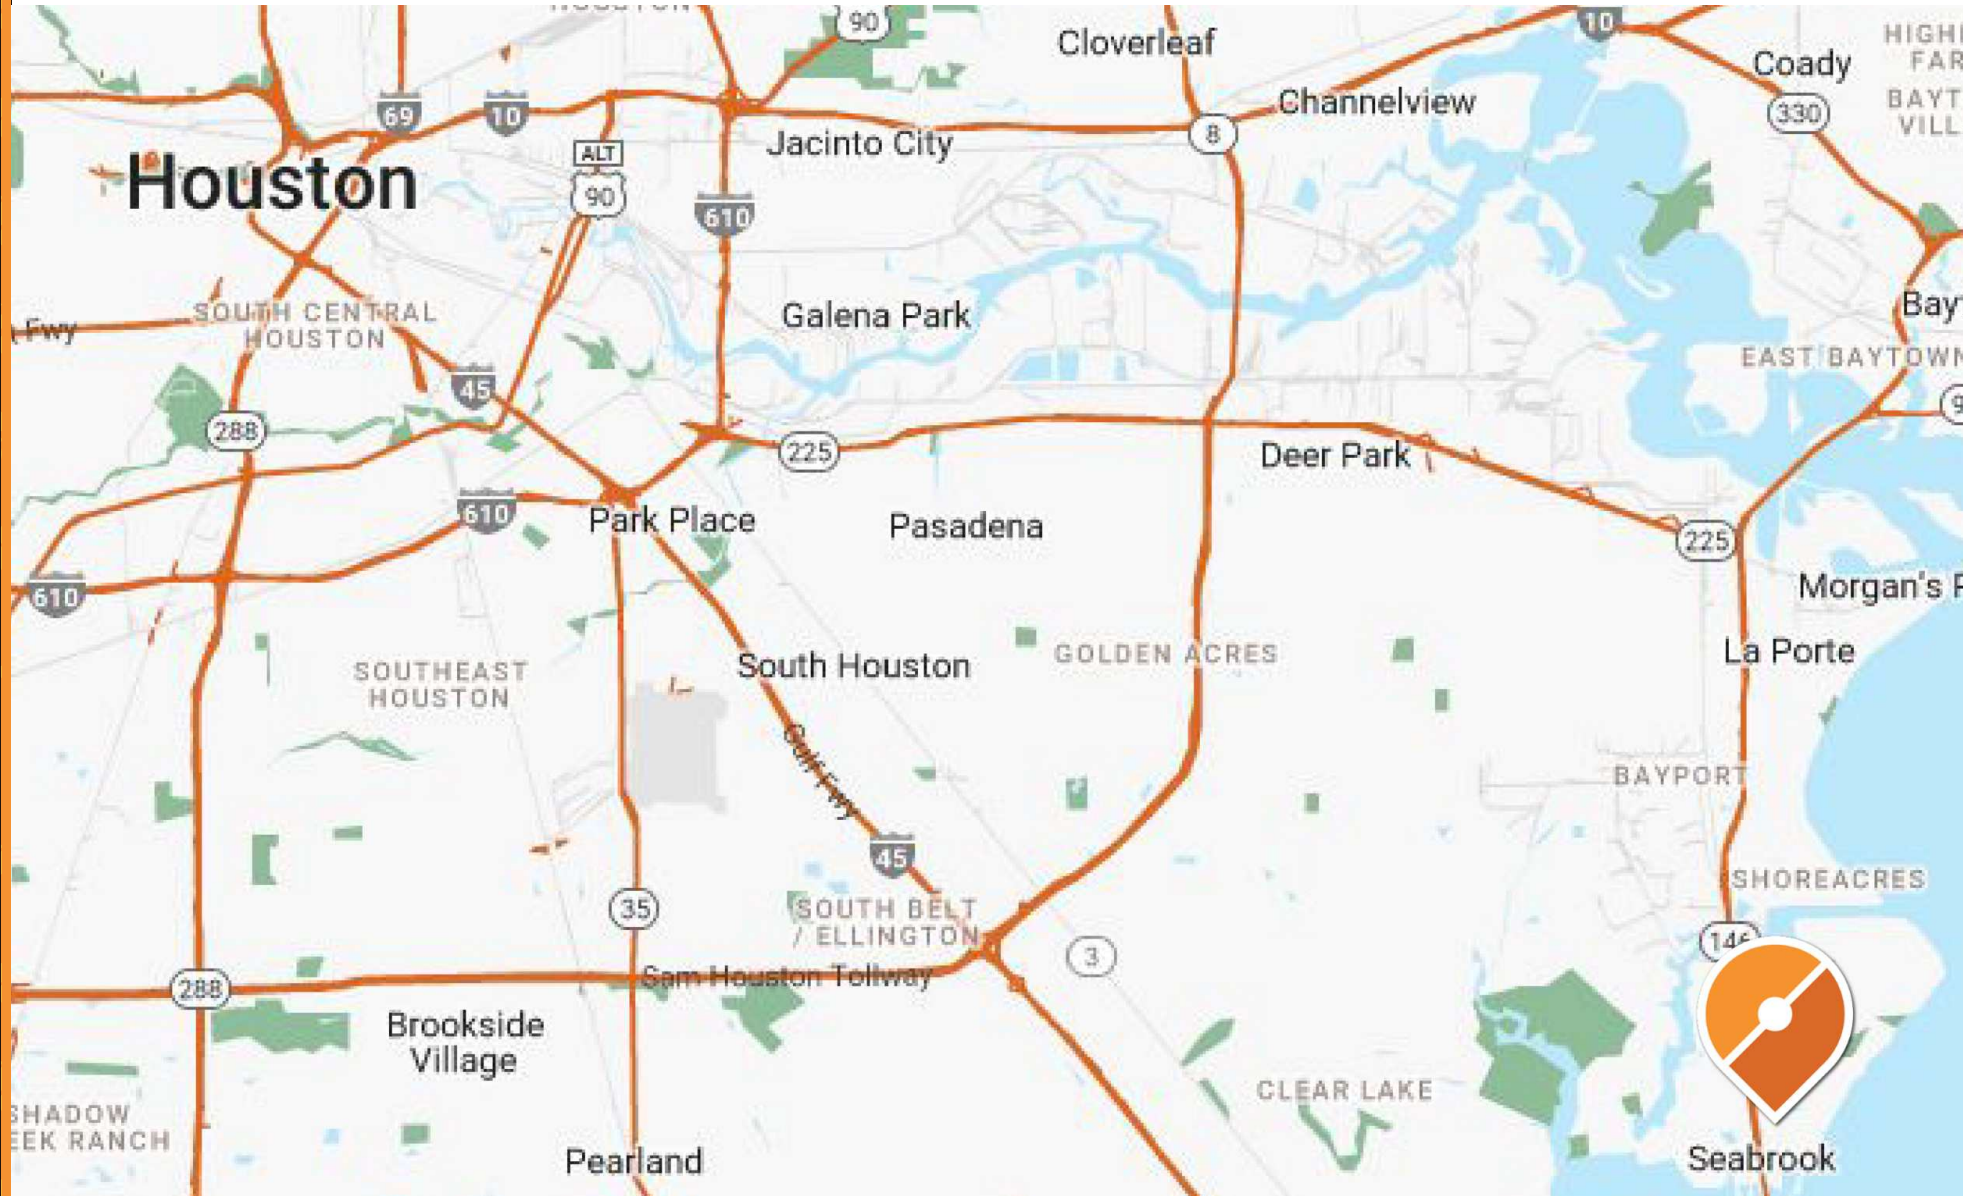 HOUSTON
90
Cloverleaf
10
Coady
69
10
Channelview
330
8
Jacinto City
ALT
90
Houston
610
SOUTH CENTRAL
HOUSTON
Galena Park
Fwy
EAST BAYTOWN
45
288
225
Deer Park
610
Park Place
Pasadena
225
610
Morgan's
La Porte
GOLDEN ACRES
SOUTHEAST
HOUSTON
South Houston
Gulf Fwy
BAYPORT
45
SHOREACRES
35
SOUTH BELT
/ ELLINGTON
146
3
Sam Houston Tollway
288
Brookside
Village
CLEAR LAKE
SHADOW
EEK RANCH
Pearland
Seabrook